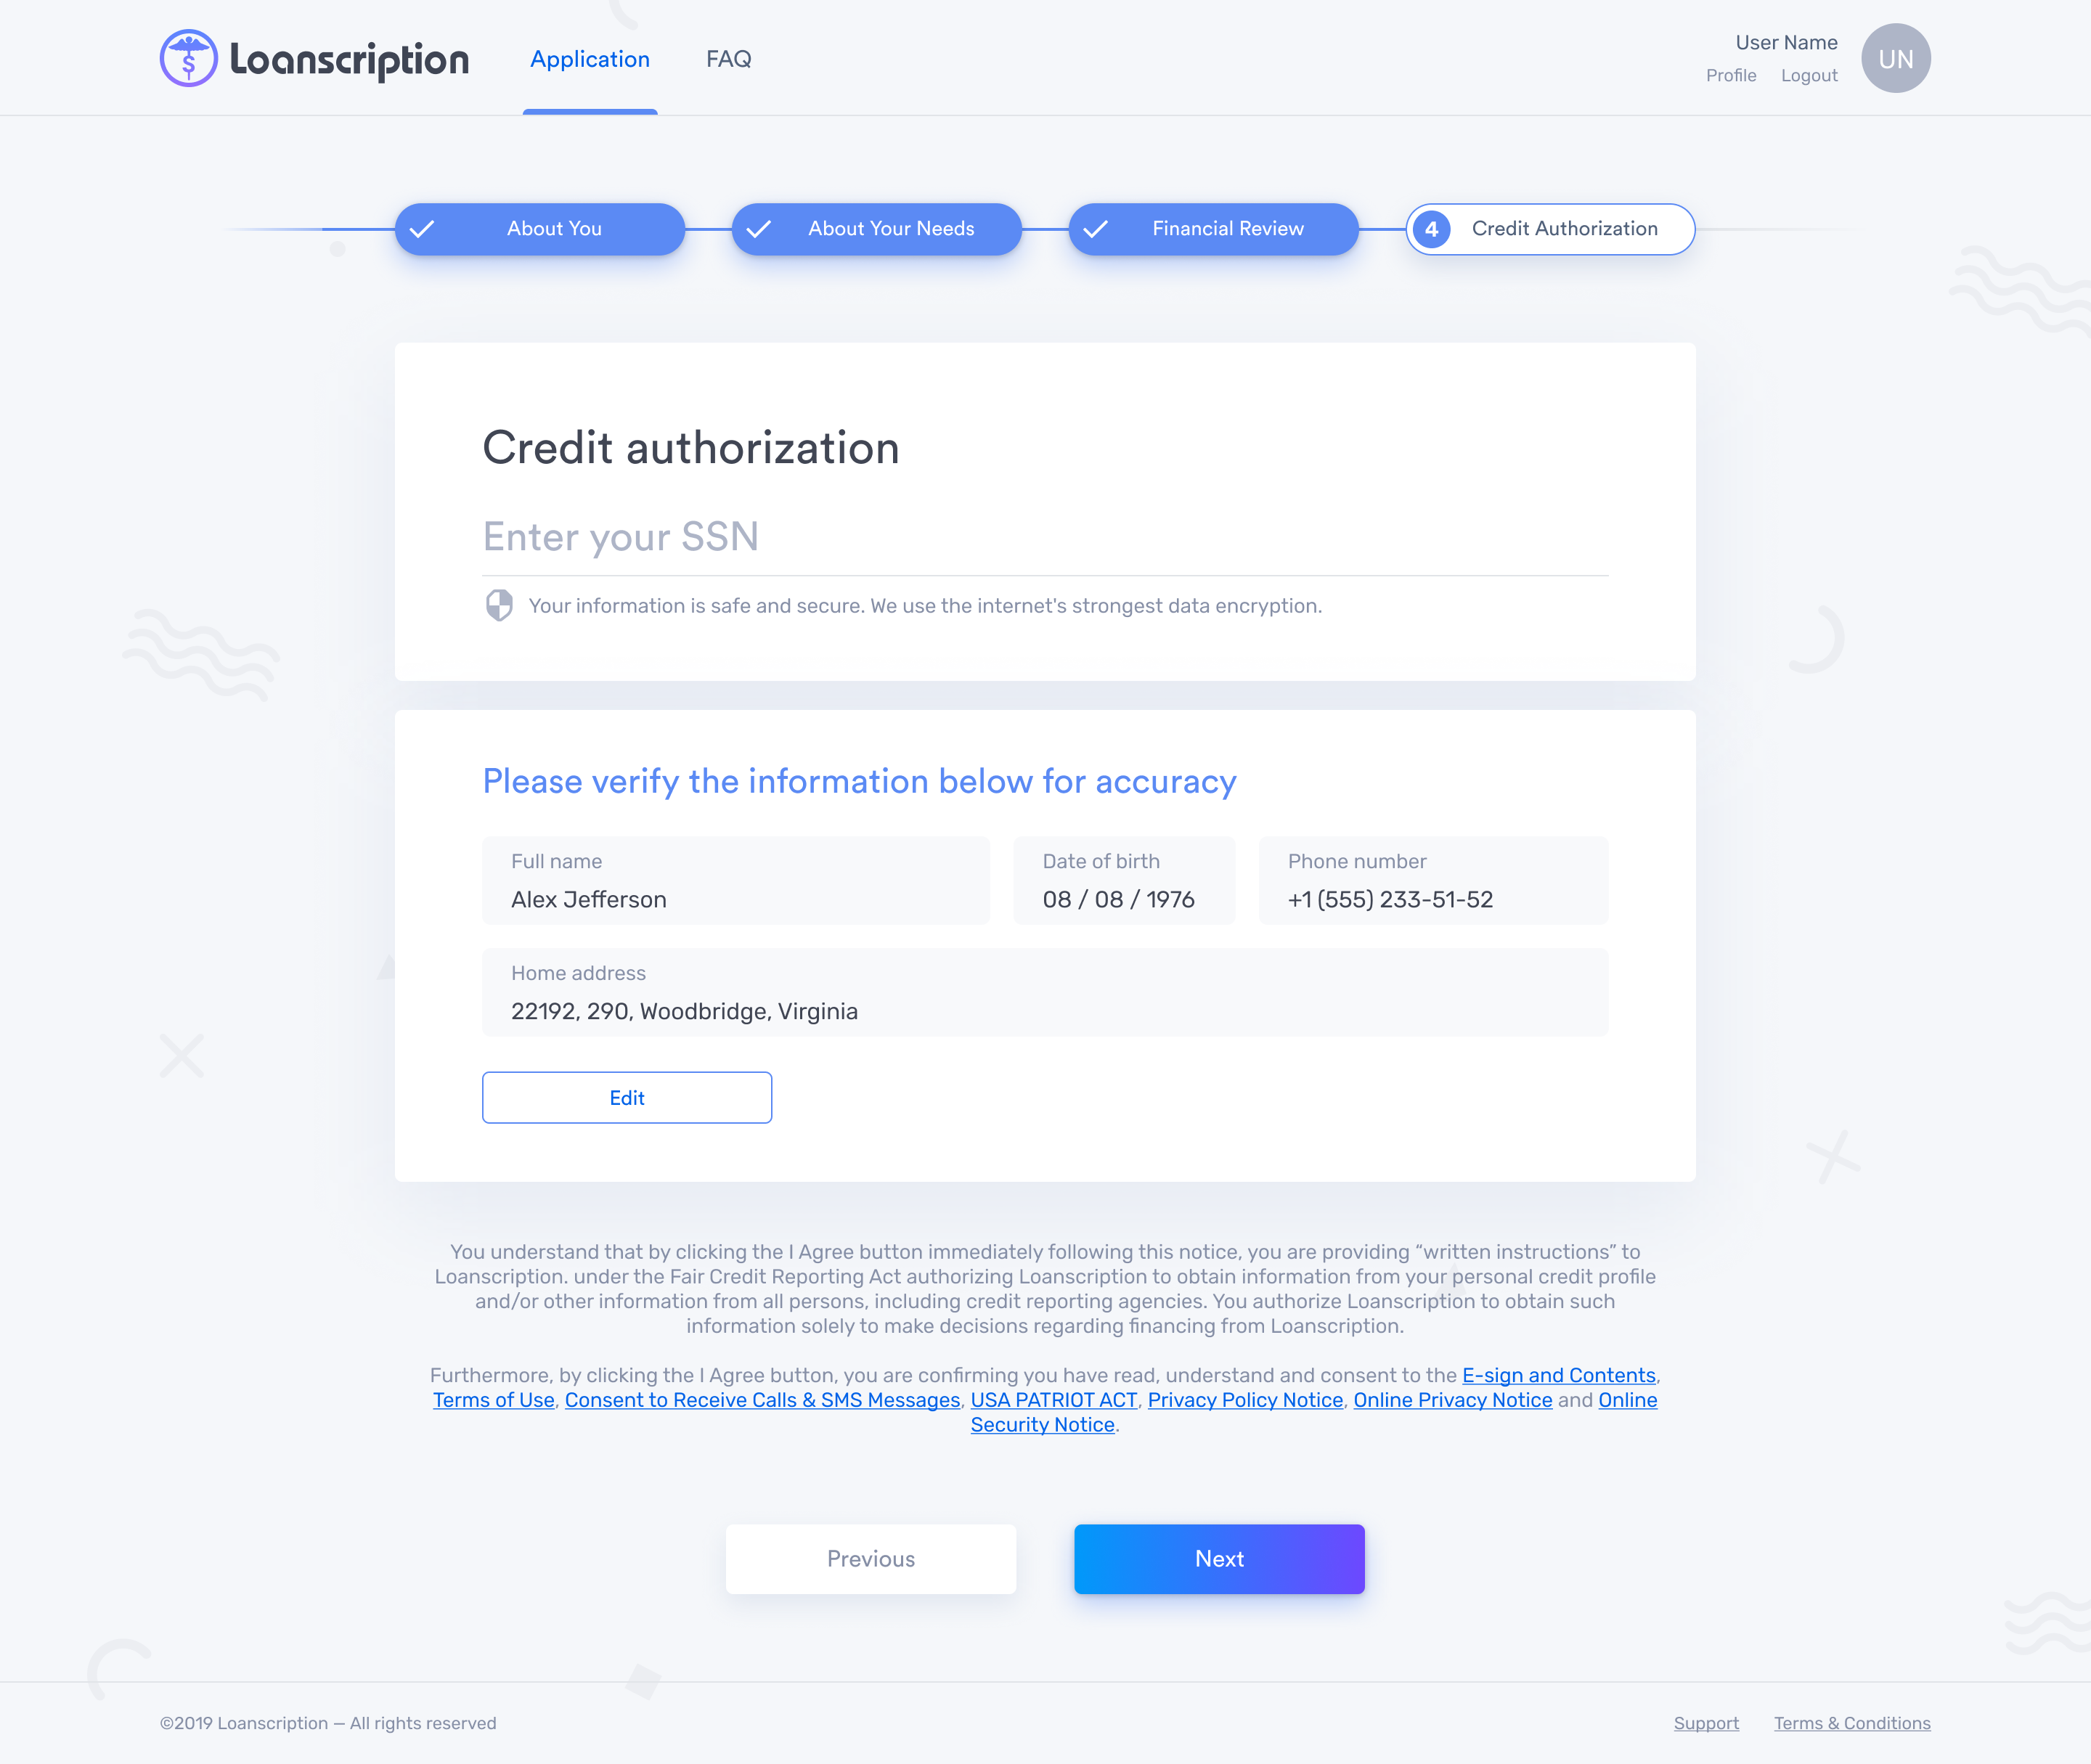 Loanscription
Application
FAQ
User Name
Profile
Logout
UN
About You
About Your Needs
Financial Review
4
Credit Authorization
Credit authorization
Enter your SSN
Your information is safe and secure. We use the internet's strongest data encryption.
Please verify the information below for accuracy
Full name
Alex Jefferson
Date of birth
08 / 08 / 1976
Phone number
+1 (555) 233-51-52
Home address
22192, 290, Woodbridge, Virginia
Edit
You understand that by clicking the I Agree button immediately following this notice, you are providing “written instructions” to
Loanscription. under the Fair Credit Reporting Act authorizing Loanscription to obtain information from your personal credit profile
and/or other information from all persons, including credit reporting agencies. You authorize Loanscription to obtain such
information solely to make decisions regarding financing from Loanscription.
Furthermore, by clicking the I Agree button, you are confirming you have read, understand and consent to the E-sign and Contents,
Terms of Use, Consent to Receive Calls & SMS Messages, USA PATRIOT ACT, Privacy Policy Notice, Online Privacy Notice and Online
Security Notice.
Previous
Next
©2019 Loanscription — All rights reserved
Support
Terms & Conditions